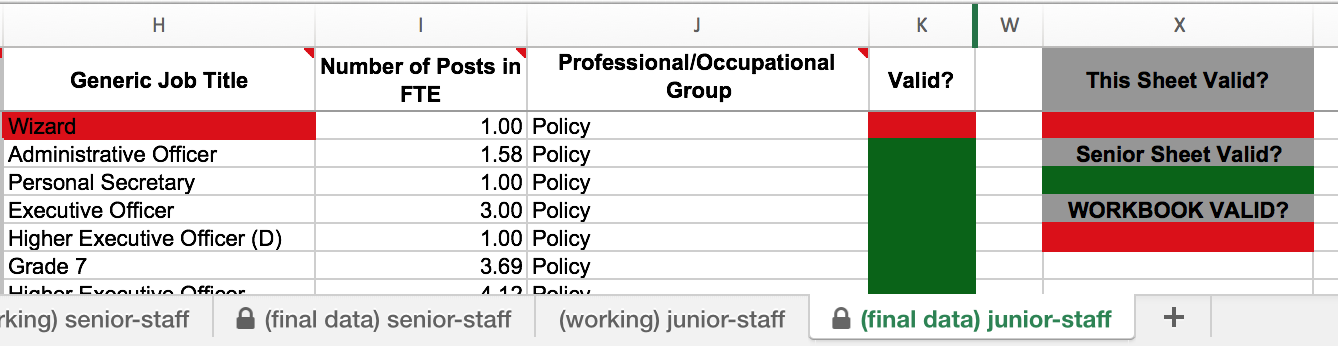 H I J K W X
Generic Job Title Number of Posts in FTE Professional/Occupational Group Valid? This Sheet Valid?
Wizard 1.00 Policy
Administrative Officer 1.58 Policy Senior Sheet Valid?
Personal Secretary 1.00 Policy
Executive Officer 3.00 Policy WORKBOOK VALID?
Higher Executive Officer (D) 1.00 Policy
Grade 7 3.69 Policy
Higher Executive Officer 4.12 Policy
rking) senior-staff (final data) senior-staff (working) junior-staff (final data) junior-staff +